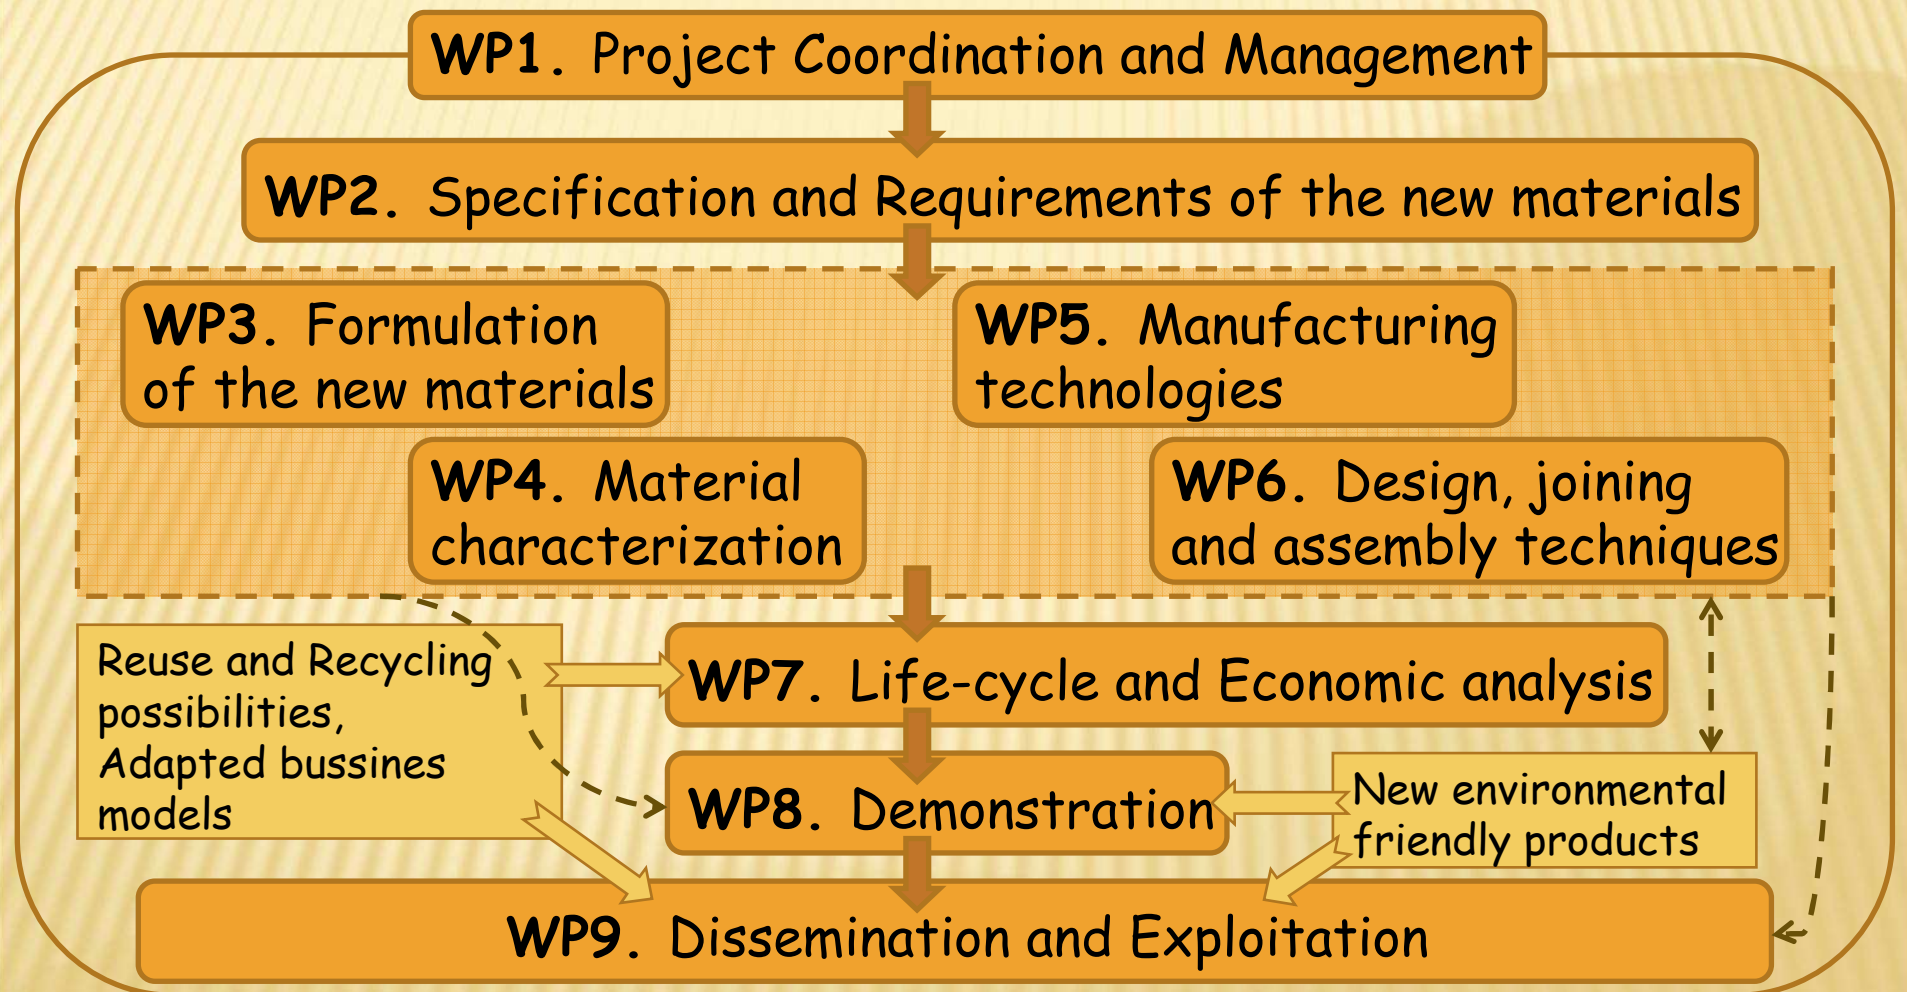 WP1. Project Coordination and Management
WP2. Specification and Requirements of the new materials
WP3. Formulation
of the new materials
WP5. Manufacturing
technologies
WP4. Material
characterization
WP6. Design, joining
and assembly techniques
Reuse and Recycling
possibilities,
Adapted bussines
models
WP7. Life-cycle and Economic analysis
WP8. Demonstration
New environmental
friendly products
WP9. Dissemination and Exploitation